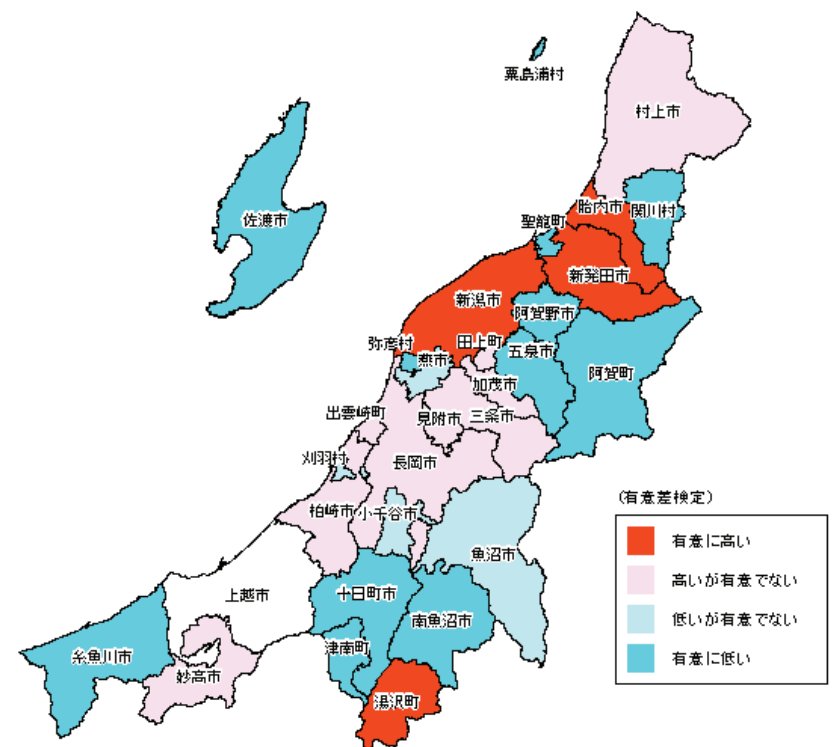 粟島浦村
村上市
佐渡市
胎内市
関川村
聖籠町
新発田市
新潟市
阿賀野市
弥彦村
田上町
燕市
五泉市
阿賀町
加茂市
出雲崎町
見附市
三条市
刈羽村
長岡市
柏崎市
小千谷市
魚沼市
上越市
十日町市
南魚沼市
津南町
糸魚川市
妙高市
湯沢町
(有意差検定)
有意に高い
高いが有意でない
低いが有意でない
有意に低い